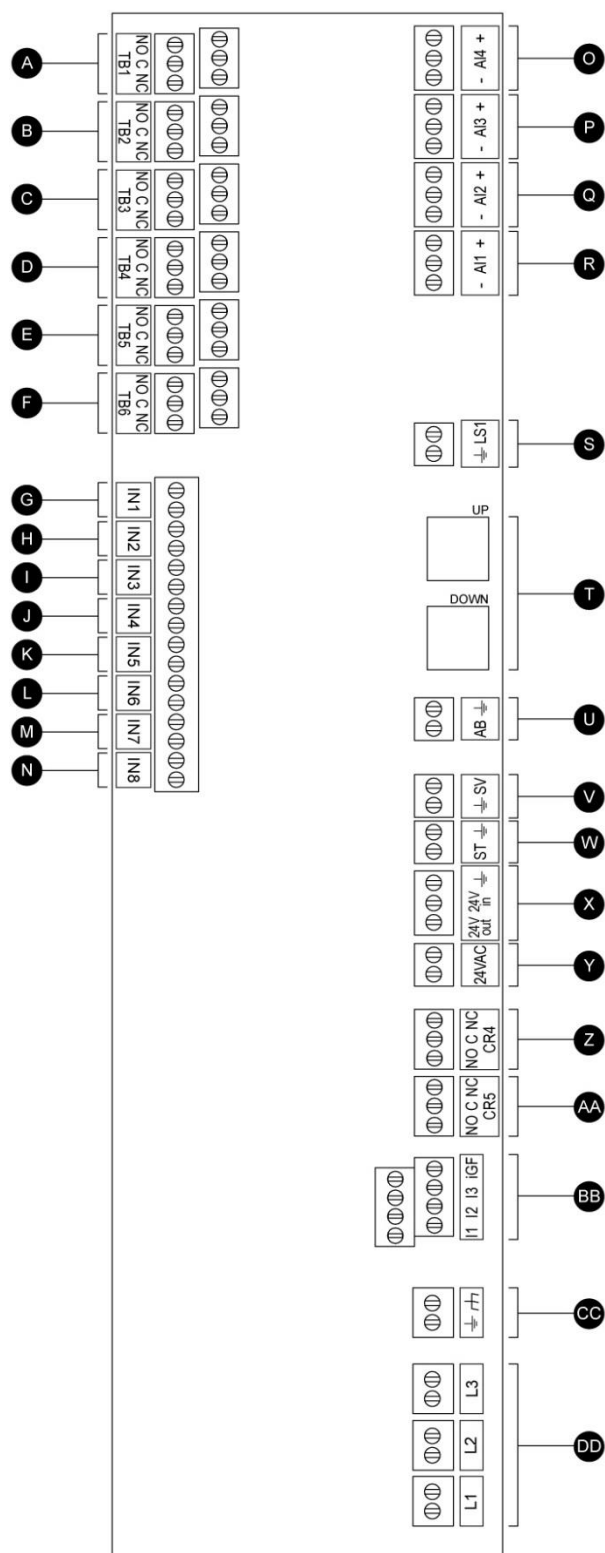 A
NO C NC
TB1
B
NO C NC
TB2
C
NO C NC
TB3
D
NO C NC
TB4
E
NO C NC
TB5
F
NO C NC
TB6
G
IN1
H
IN2
I
IN3
J
IN4
K
IN5
L
IN6
M
IN7
N
IN8
- AI4 +
O
- AI3 +
P
- AI2 +
Q
- AI1 +
R
LS1
S
UP
DOWN
T
AB
U
SV
V
ST
W
24V 24V
out in
X
24VAC
Y
NO C NC
CR4
Z
NO C NC
CR5
AA
I1 I2 I3 iGF
BB
CC
L3
L2
L1
DD